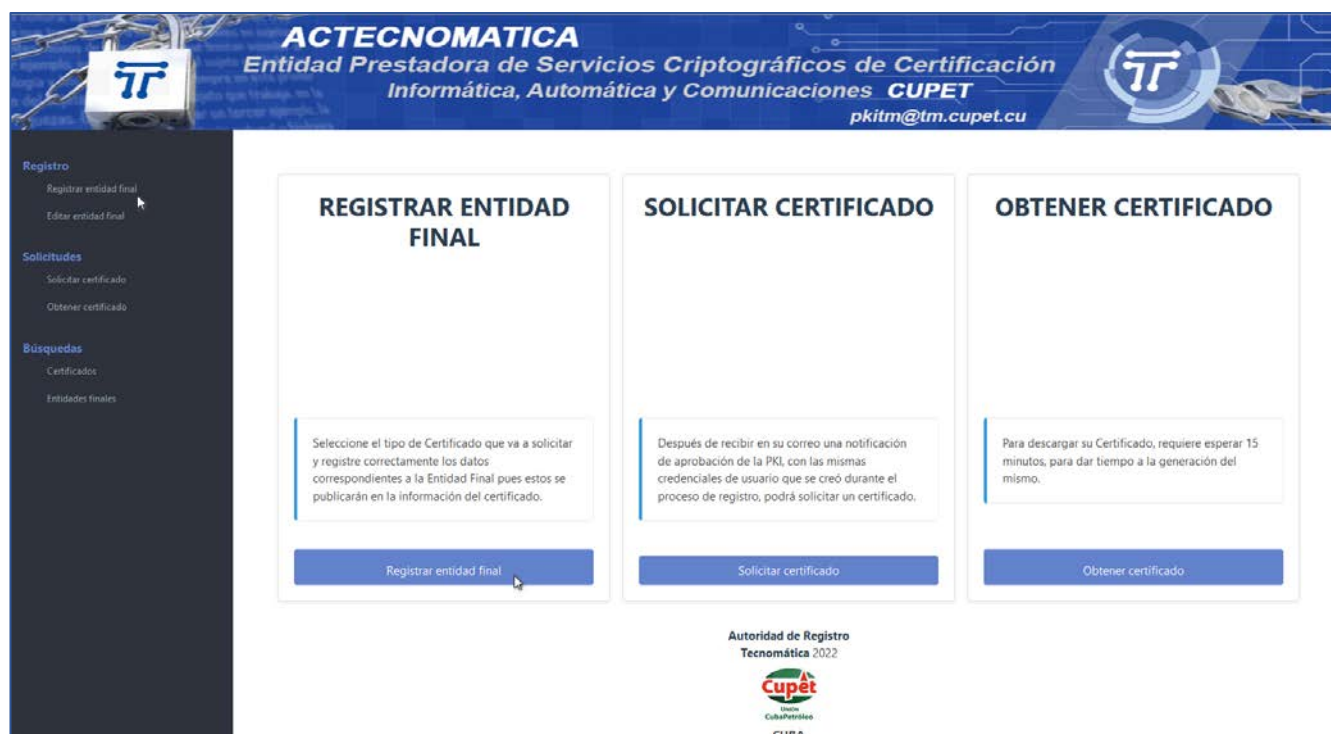 ACTECNOMATICA
Entidad Prestadora de Servicios Criptográficos de Certificación
Informática, Automática y Comunicaciones CUPET
pkitm@tm.cupet.cu
Registro
Registrar entidad final
Editar entidad final
Solicitudes
Solicitar certificado
Obtener certificado
Búsquedas
Certificados
Entidades finales
REGISTRAR ENTIDAD
FINAL
Seleccione el tipo de Certificado que va a solicitar
y registre correctamente los datos
correspondientes a la Entidad Final pues estos se
publicarán en la información del certificado.
Registrar entidad final
SOLICITAR CERTIFICADO
Después de recibir en su correo una notificación
de aprobación de la PKI, con las mismas
credenciales de usuario que se creó durante el
proceso de registro, podrá solicitar un certificado.
Solicitar certificado
OBTENER CERTIFICADO
Para descargar su Certificado, requiere esperar 15
minutos, para dar tiempo a la generación del
mismo.
Obtener certificado
Autoridad de Registro
Tecnomática 2022
Cupet
UNION
CubaPetróleo
CUBA